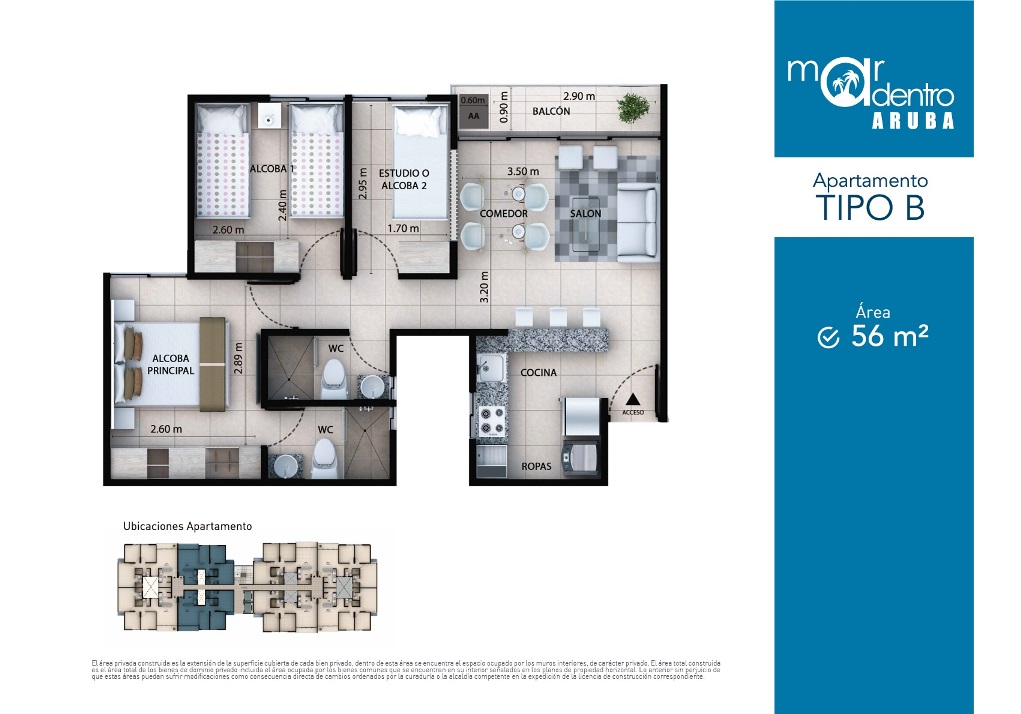 mar
adentro
ARUBA
Apartamento
TIPO B
Área
56 m²
0.60m
AA
0.90 m
2.90 m
BALCÓN
ALCOBA 1
2.40 m
2.60 m
2.95 m
ESTUDIO O
ALCOBA 2
1.70 m
3.50 m
COMEDOR
SALON
3.20 m
ALCOBA
PRINCIPAL
2.89 m
2.60 m
WC
WC
COCINA
ROPAS
ACCESO
Ubicaciones Apartamento
El área privada construida es la extensión de la superficie cubierta de cada bien privado, dentro de esta área se encuentra el espacio ocupado por los muros interiores, de carácter privado. El área total construida
es el área total de los bienes de dominio privado incluida el área ocupada por los bienes comunes que se encuentren en su interior señalados en los planos de propiedad horizontal. Lo anterior sin perjuicio de
que estas áreas puedan sufrir modificaciones como consecuencia directa de cambios ordenados por la curaduría o la alcaldía competente en la expedición de la licencia de construcción correspondiente.